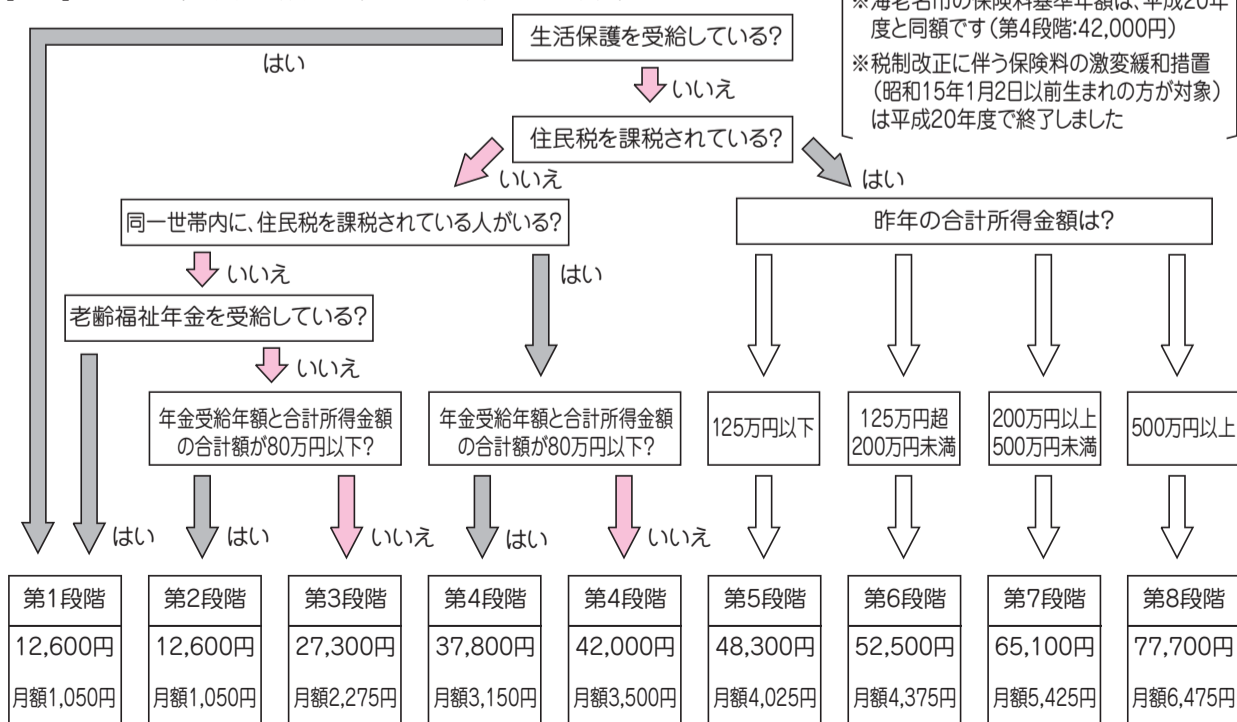 ※海老名市の保険料基準年額は、平成20年
度と同額です(第4段階:42,000円)
※税制改正に伴う保険料の激変緩和措置
(昭和15年1月2日以前生まれの方が対象)
は平成20年度で終了しました
生活保護を受給している?
はい
いいえ
住民税を課税されている?
いいえ
はい
同一世帯内に、住民税を課税されている人がいる?
昨年の合計所得金額は?
いいえ
はい
老齢福祉年金を受給している?
いいえ
年金受給年額と合計所得金額
の合計額が80万円以下?
年金受給年額と合計所得金額
の合計額が80万円以下?
125万円以下
125万円超
200万円未満
200万円以上
500万円未満
500万円以上
はい
はい
いいえ
はい
いいえ
第1段階
第2段階
第3段階
第4段階
第4段階
第5段階
第6段階
第7段階
第8段階
12,600円
12,600円
27,300円
37,800円
42,000円
48,300円
52,500円
65,100円
77,700円
月額1,050円
月額1,050円
月額2,275円
月額3,150円
月額3,500円
月額4,025円
月額4,375円
月額5,425円
月額6,475円